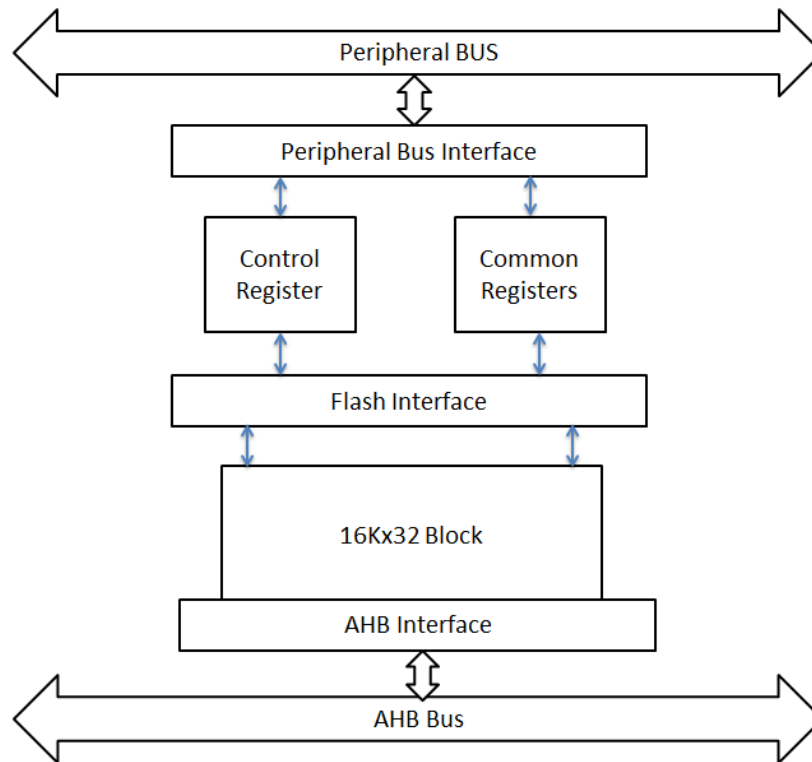 Peripheral BUS
Peripheral Bus Interface
Control
Register
Common
Registers
Flash Interface
16Kx32 Block
AHB Interface
AHB Bus